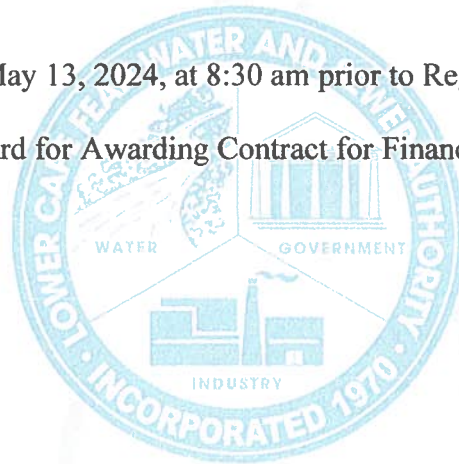 May 13, 2024, at 8:30 am prior to Re
rd for Awarding Contract for Financ
LOWER CAPE FEAR WATER AND SEWER AUTHORITY
WATER
GOVERNMENT
INDUSTRY
• INCORPORATED 1970 •